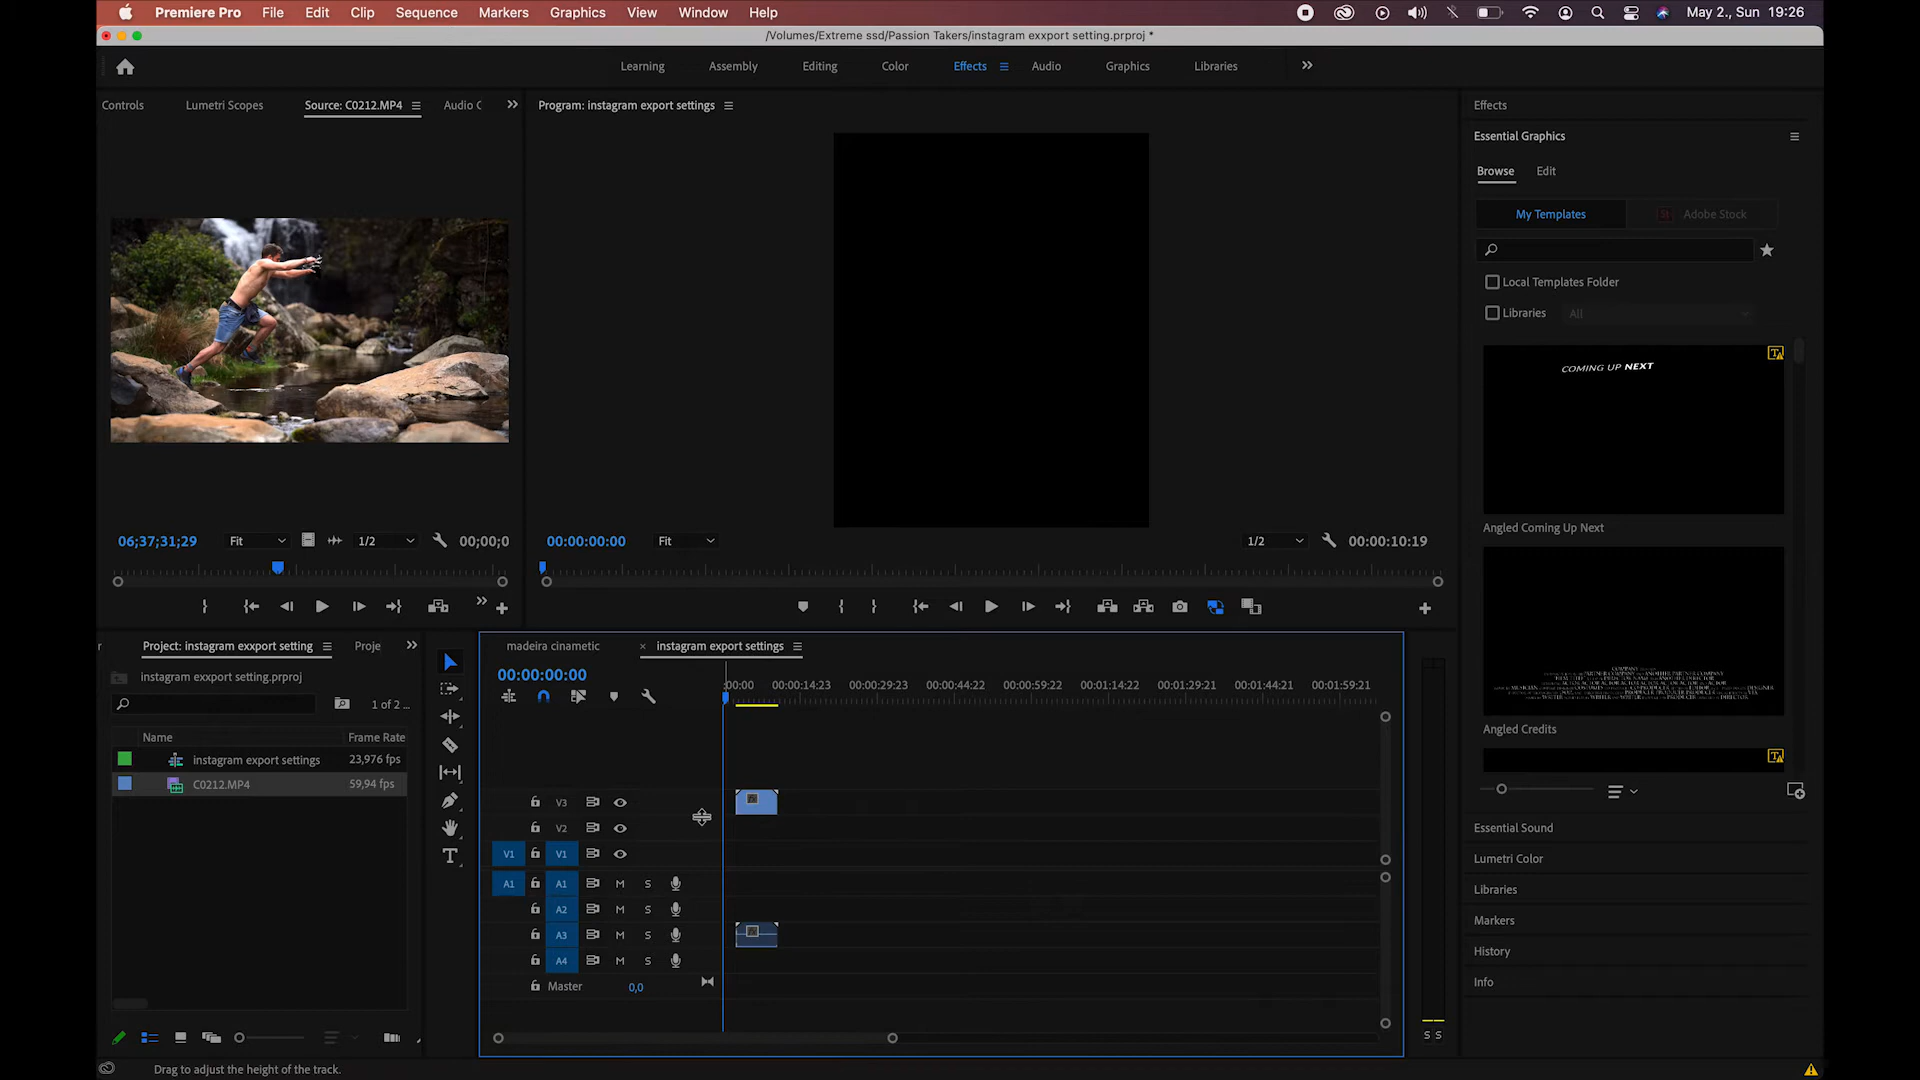 Premiere Pro File Edit Clip Sequence Markers Graphics View Window Help May 2., Sun 19:26
/Volumes/Extreme ssd/Passion Takers/instagram exxport setting.prproj *
Learning Assembly Editing Color Effects Audio Graphics Libraries
Controls Lumetri Scopes Source: C0212.MP4 Audio C
Program: instagram export settings
Effects
Essential Graphics
Browse Edit
My Templates St Adobe Stock
Local Templates Folder
Libraries All
COMING UP NEXT
Angled Coming Up Next
Angled Credits
06;37;31;29 Fit 1/2 00;00;0
00:00:00:00 Fit 1/2 00:00:10:19
Project: instagram exxport setting Proje
instagram exxport setting.prproj
1 of 2 ...
Name Frame Rate
instagram export settings 23,976 fps
C0212.MP4 59,94 fps
madeira cinametic × instagram export settings
00:00:00:00
:00:00 00:00:14:23 00:00:29:23 00:00:44:22 00:00:59:22 00:01:14:22 00:01:29:21 00:01:44:21 00:01:59:21
V3
V2
V1 V1
A1 A1 M S
A2 M S
A3 M S
A4 M S
Master 0,0
S S
Essential Sound
Lumetri Color
Libraries
Markers
History
Info
Drag to adjust the height of the track.